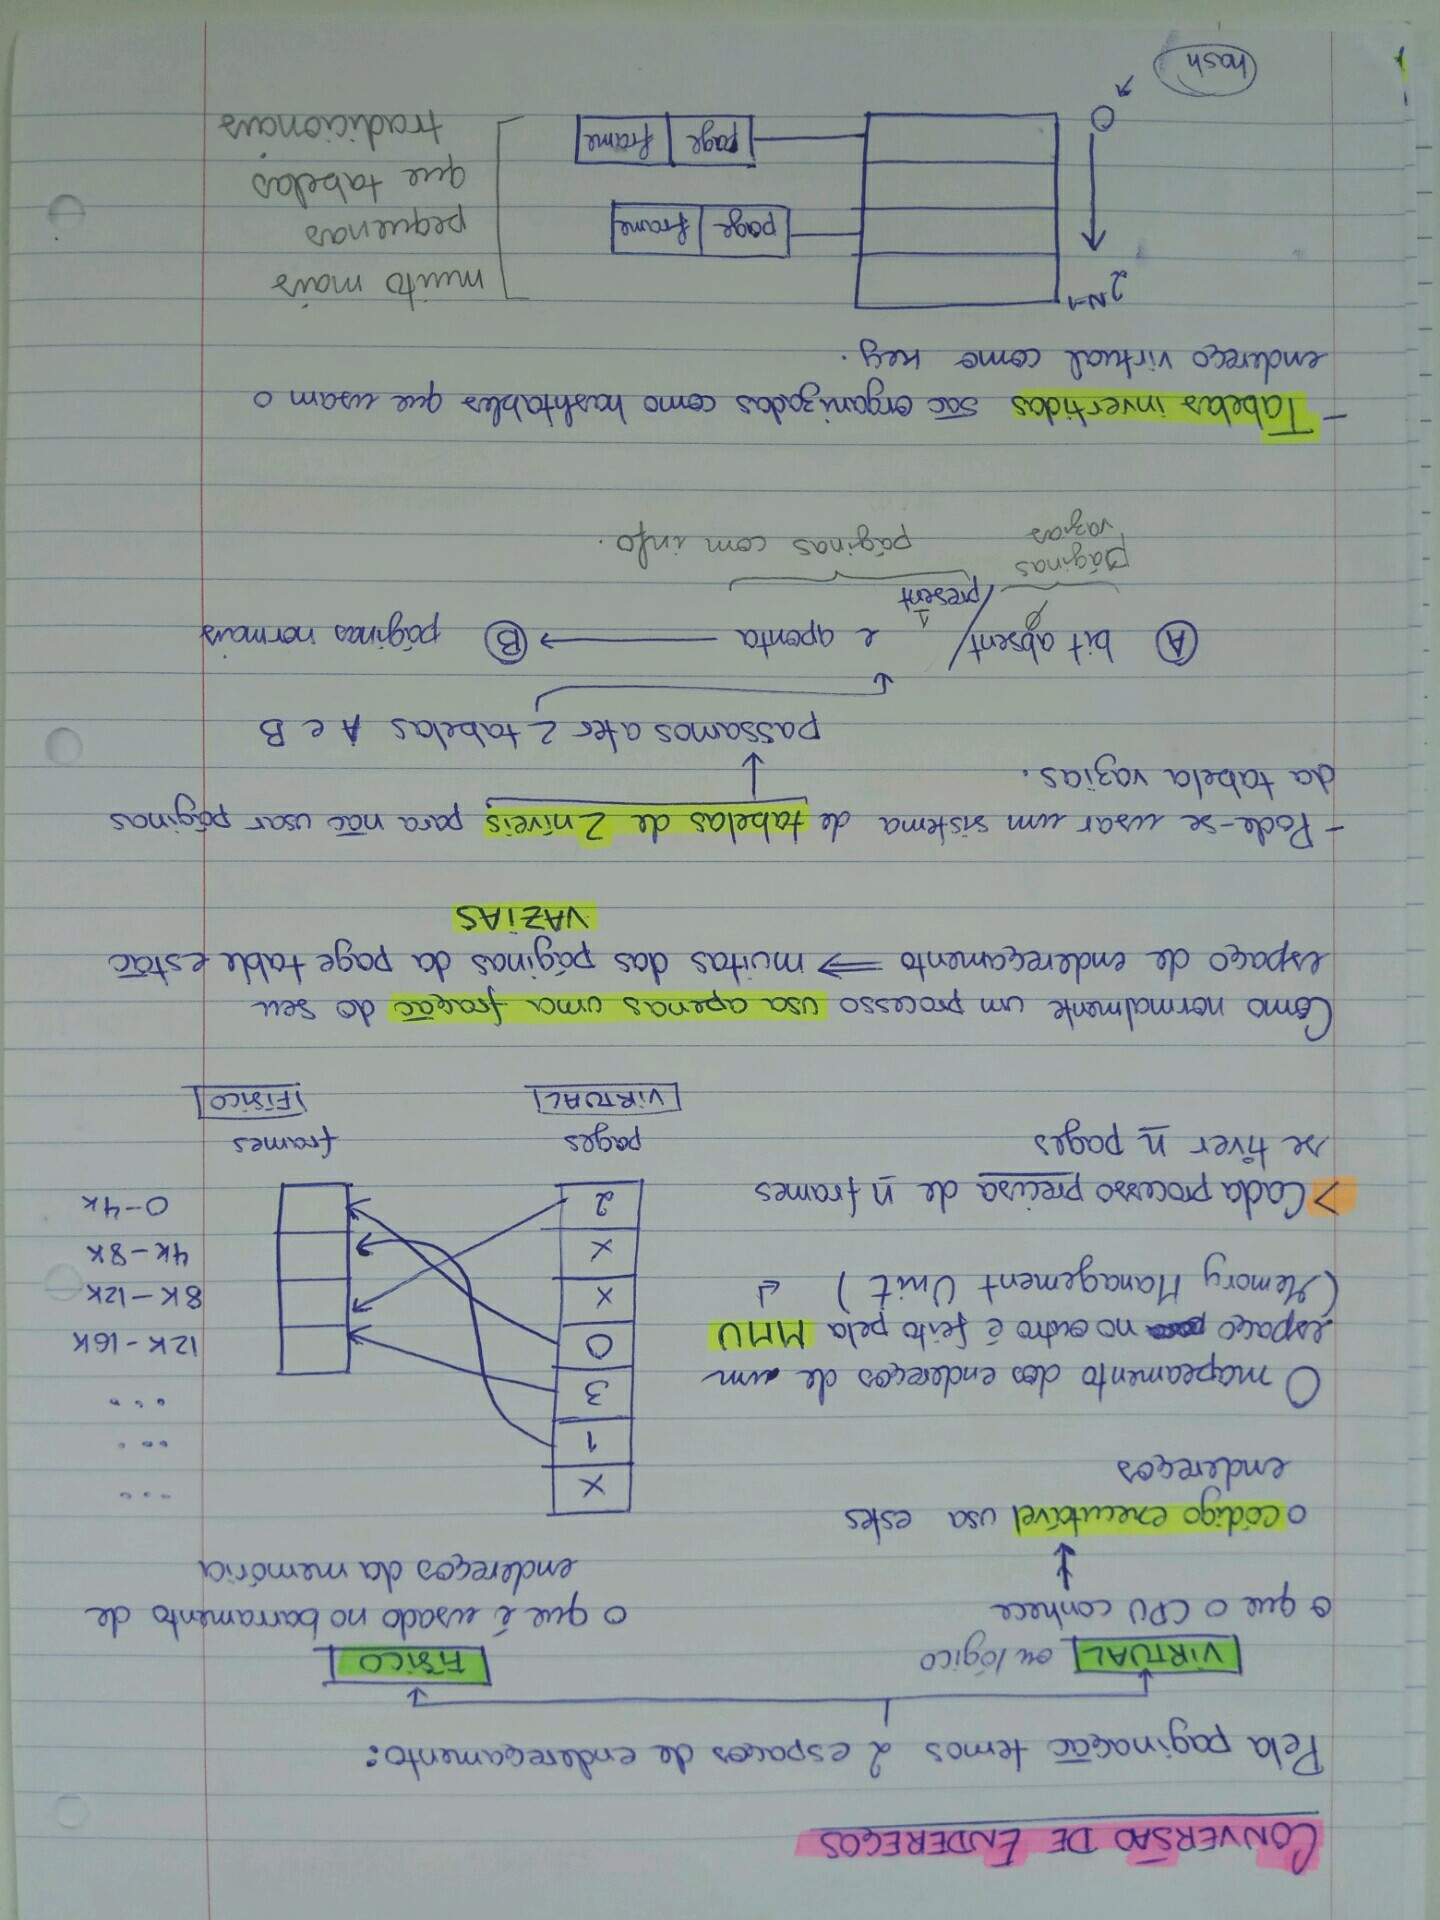 CONVERSÃO DE ENDEREÇOS
Pela paginação temos 2 espaços de endereçamento:
VIRTUAL ou lógico
o que o CPU conhece
o código executável usa estes
endereços
FÍSICO
o que é usado no barramento de
endereços da memória
O mapeamento dos endereços de um
espaço no outro é feito pela MMU
(Memory Management Unit)
> Cada processo precisa de n frames
se tiver n pages
X
1
3
0
X
X
2
pages
VIRTUAL
...
...
...
12K-16K
8K-12K
4K-8K
0-4K
frames
FÍSICO
Como normalmente um processo usa apenas uma fração do seu
espaço de endereçamento ⟹ muitas das páginas da page table estão
VAZIAS
- Pode-se usar um sistema de tabelas de 2 níveis para não usar páginas
da tabela vazias.
passamos a ter 2 tabelas A e B
A bit absent/ e aponta → B páginas normais
0 1
/present
páginas
vazias
páginas com info.
- Tabelas invertidas são organizadas como hashtables que usam o
endereço virtual como key.
2^N-1
page frame
page frame
0
hash
muito mais
pequenas
que tabelas
tradicionais